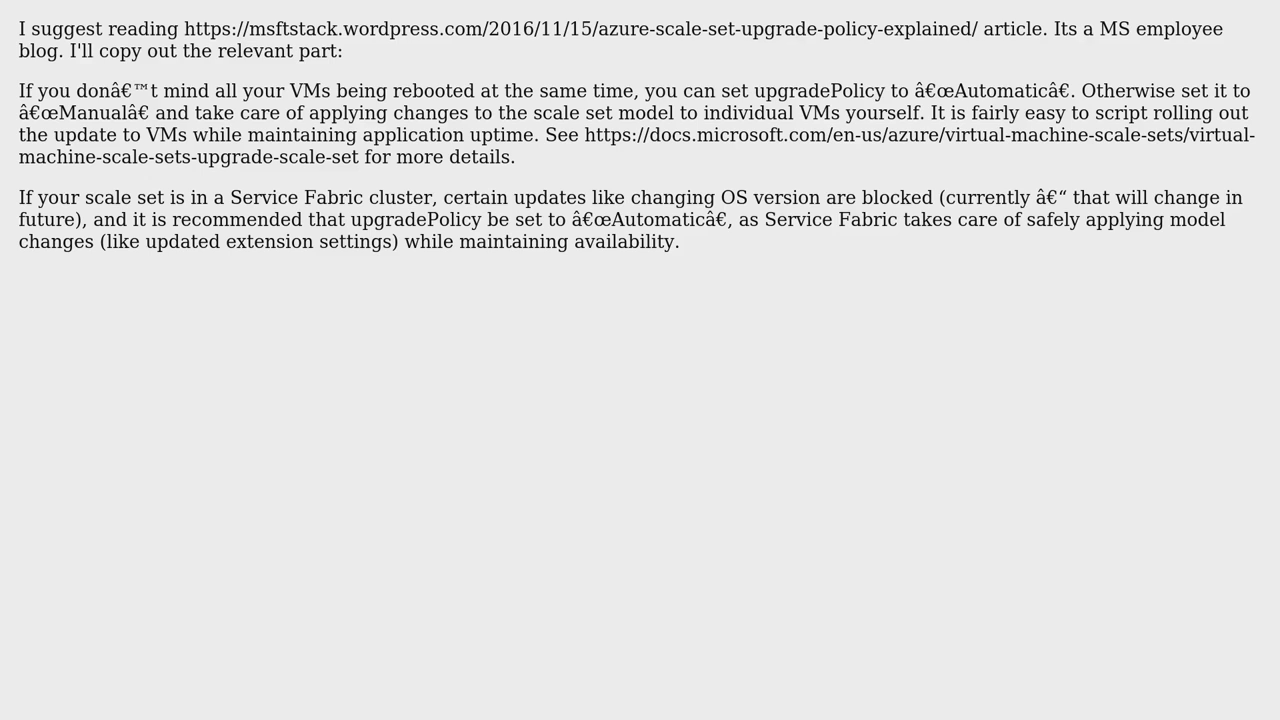 I suggest reading https://msftstack.wordpress.com/2016/11/15/azure-scale-set-upgrade-policy-explained/ article. Its a MS employee
blog. I'll copy out the relevant part:
If you donâ€™t mind all your VMs being rebooted at the same time, you can set upgradePolicy to â€œAutomaticâ€. Otherwise set it to
â€œManualâ€ and take care of applying changes to the scale set model to individual VMs yourself. It is fairly easy to script rolling out
the update to VMs while maintaining application uptime. See https://docs.microsoft.com/en-us/azure/virtual-machine-scale-sets/virtual-
machine-scale-sets-upgrade-scale-set for more details.
If your scale set is in a Service Fabric cluster, certain updates like changing OS version are blocked (currently â€“ that will change in
future), and it is recommended that upgradePolicy be set to â€œAutomaticâ€, as Service Fabric takes care of safely applying model
changes (like updated extension settings) while maintaining availability.